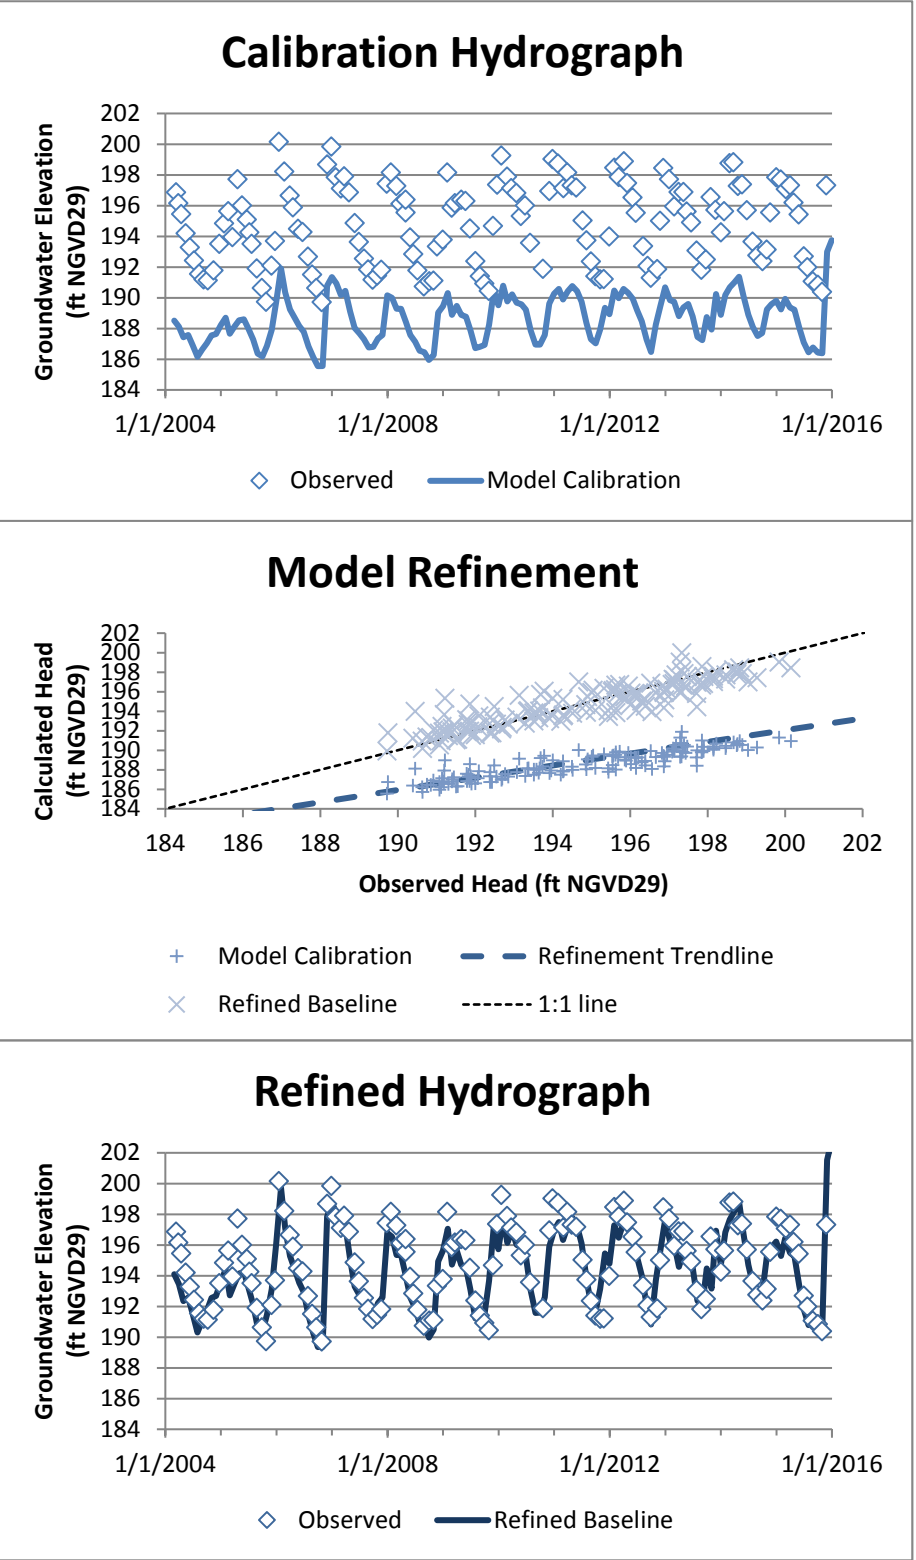 Calibration Hydrograph
Groundwater Elevation
(ft NGVD29)
202
200
198
196
194
192
190
188
186
184
1/1/2004 1/1/2008 1/1/2012 1/1/2016
Observed Model Calibration
Model Refinement
Calculated Head
(ft NGVD29)
202
200
198
196
194
192
190
188
186
184
184 186 188 190 192 194 196 198 200 202
Observed Head (ft NGVD29)
Model Calibration Refinement Trendline
Refined Baseline 1:1 line
Refined Hydrograph
Groundwater Elevation
(ft NGVD29)
202
200
198
196
194
192
190
188
186
184
1/1/2004 1/1/2008 1/1/2012 1/1/2016
Observed Refined Baseline